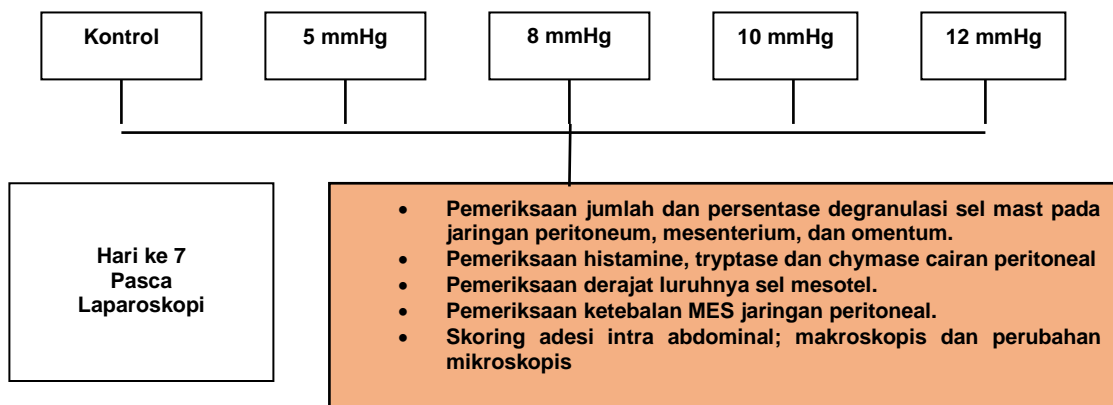 Kontrol
5 mmHg
8 mmHg
10 mmHg
12 mmHg
Hari ke 7
Pasca
Laparoskopi
• Pemeriksaan jumlah dan persentase degranulasi sel mast pada
jaringan peritoneum, mesenterium, dan omentum.
• Pemeriksaan histamine, tryptase dan chymase cairan peritoneal
• Pemeriksaan derajat luruhnya sel mesotel.
• Pemeriksaan ketebalan MES jaringan peritoneal.
• Skoring adesi intra abdominal; makroskopis dan perubahan
mikroskopis